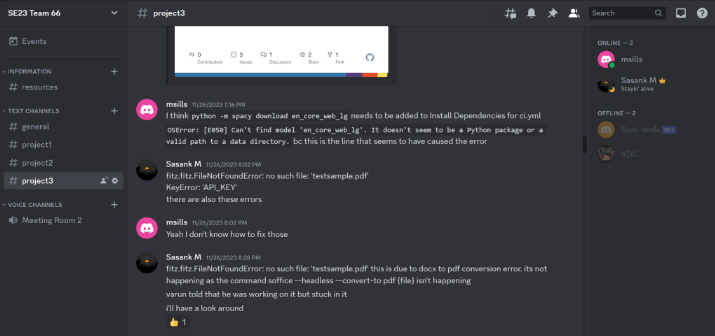 SE23 Team 66
# project3
Search
Events
INFORMATION
# resources
TEXT CHANNELS
# general
# project1
# project2
# project3
VOICE CHANNELS
Meeting Room 2
0
Contributors
3
Issues
1
Discussion
2
Stars
1
Fork
msills 11/26/2023 7:16 PM
I think python -m spacy download en_core_web_lg needs to be added to Install Dependencies for ci.yml
OSError: [E050] Can't find model 'en_core_web_lg'. It doesn't seem to be a Python package or a
valid path to a data directory. bc this is the line that seems to have caused the error
Sasank M 11/26/2023 8:02 PM
fitz.fitz.FileNotFoundError: no such file: 'testsample.pdf'
KeyError: 'API_KEY'
there are also these errors
msills 11/26/2023 8:02 PM
Yeah I don't know how to fix those
Sasank M 11/26/2023 8:28 PM
fitz.fitz.FileNotFoundError: no such file: 'testsample.pdf' this is due to docx to pdf conversion error. its not
happening as the command soffice --headless --convert-to pdf {file} isn't happening
varun told that he was working on it but stuck in it
i'll have a look around
👍 1
ONLINE — 2
msills
Sasank M
Stayin' alive
OFFLINE — 2
Sync-ends BOT
VDC